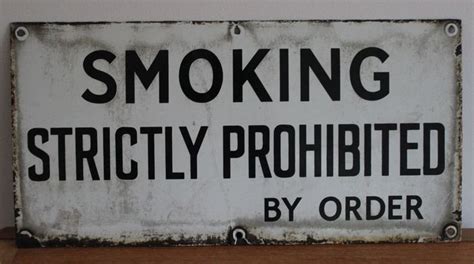 SMOKING
STRICTLY PROHIBITED
BY ORDER